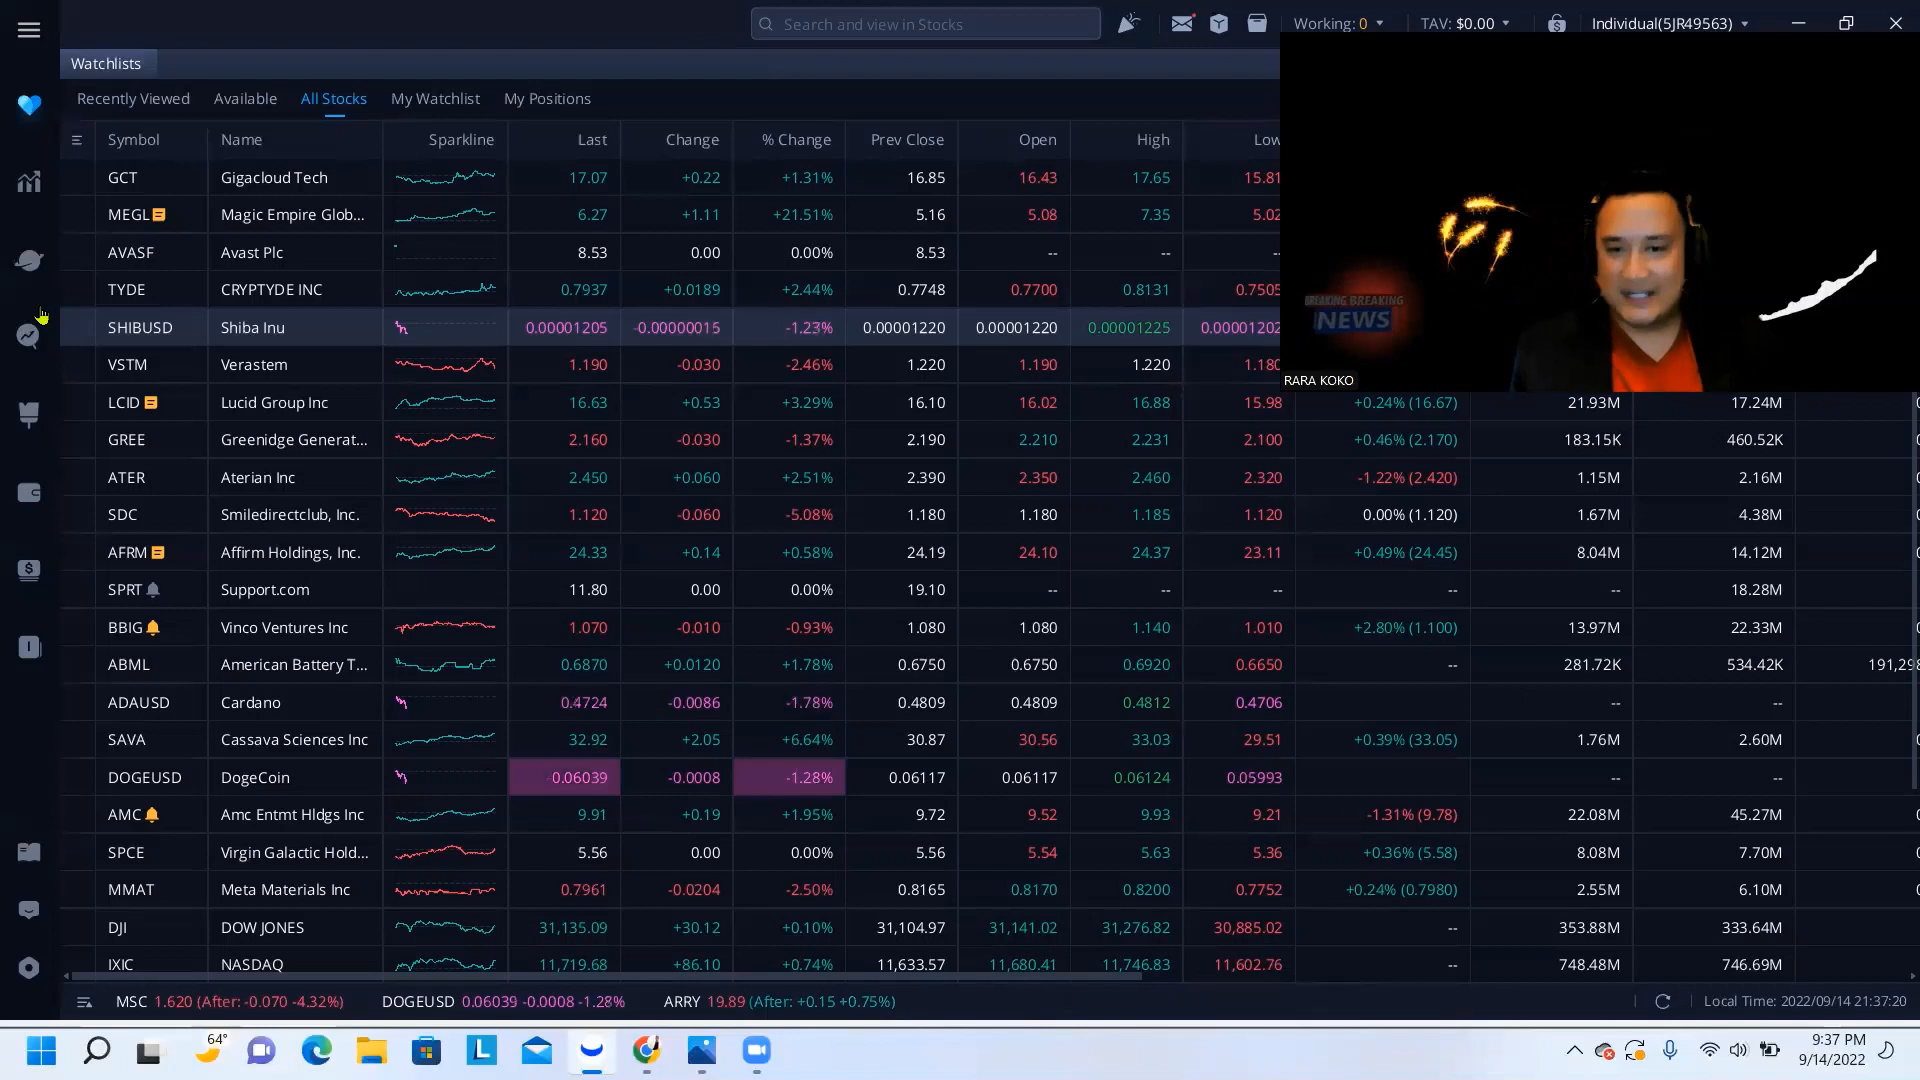 Search and view in Stocks
Working: 0
TAV: $0.00
Individual(5JR49563)
Watchlists
Recently Viewed Available All Stocks My Watchlist My Positions
Symbol Name Sparkline Last Change % Change Prev Close Open High Low
GCT Gigacloud Tech 17.07 +0.22 +1.31% 16.85 16.43 17.65 15.81
MEGL Magic Empire Glob... 6.27 +1.11 +21.51% 5.16 5.08 7.35 5.02
AVASF Avast Plc 8.53 0.00 0.00% 8.53 -- -- --
TYDE CRYPTYDE INC 0.7937 +0.0189 +2.44% 0.7748 0.7700 0.8131 0.7505
SHIBUSD Shiba Inu 0.00001205 -0.00000015 -1.23% 0.00001220 0.00001220 0.00001225 0.00001202
VSTM Verastem 1.190 -0.030 -2.46% 1.220 1.190 1.220 1.180
BREAKING BREAKING
NEWS
RARA KOKO
LCID Lucid Group Inc 16.63 +0.53 +3.29% 16.10 16.02 16.88 15.98 +0.24% (16.67) 21.93M 17.24M
GREE Greenidge Generat... 2.160 -0.030 -1.37% 2.190 2.210 2.231 2.100 +0.46% (2.170) 183.15K 460.52K
ATER Aterian Inc 2.450 +0.060 +2.51% 2.390 2.350 2.460 2.320 -1.22% (2.420) 1.15M 2.16M
SDC Smiledirectclub, Inc. 1.120 -0.060 -5.08% 1.180 1.180 1.185 1.120 0.00% (1.120) 1.67M 4.38M
AFRM Affirm Holdings, Inc. 24.33 +0.14 +0.58% 24.19 24.10 24.37 23.11 +0.49% (24.45) 8.04M 14.12M
SPRT Support.com 11.80 0.00 0.00% 19.10 -- -- -- -- -- 18.28M
BBIG Vinco Ventures Inc 1.070 -0.010 -0.93% 1.080 1.080 1.140 1.010 +2.80% (1.100) 13.97M 22.33M
ABML American Battery T... 0.6870 +0.0120 +1.78% 0.6750 0.6750 0.6920 0.6650 -- 281.72K 534.42K 191,298
ADAUSD Cardano 0.4724 -0.0086 -1.78% 0.4809 0.4809 0.4812 0.4706 -- --
SAVA Cassava Sciences Inc 32.92 +2.05 +6.64% 30.87 30.56 33.03 29.51 +0.39% (33.05) 1.76M 2.60M
DOGEUSD DogeCoin 0.06039 -0.0008 -1.28% 0.06117 0.06117 0.06124 0.05993 -- --
AMC Amc Entmt Hldgs Inc 9.91 +0.19 +1.95% 9.72 9.52 9.93 9.21 -1.31% (9.78) 22.08M 45.27M
SPCE Virgin Galactic Hold... 5.56 0.00 0.00% 5.56 5.54 5.63 5.36 +0.36% (5.58) 8.08M 7.70M
MMAT Meta Materials Inc 0.7961 -0.0204 -2.50% 0.8165 0.8170 0.8200 0.7752 +0.24% (0.7980) 2.55M 6.10M
DJI DOW JONES 31,135.09 +30.12 +0.10% 31,104.97 31,141.02 31,276.82 30,885.02 -- 353.88M 333.64M
IXIC NASDAQ 11,719.68 +86.10 +0.74% 11,633.57 11,680.41 11,746.83 11,602.76 -- 748.48M 746.69M
MSC 1.620 (After: -0.070 -4.32%) DOGEUSD 0.06039 -0.0008 -1.28% ARRY 19.89 (After: +0.15 +0.75%) Local Time: 2022/09/14 21:37:20
64°
L
9:37 PM
9/14/2022